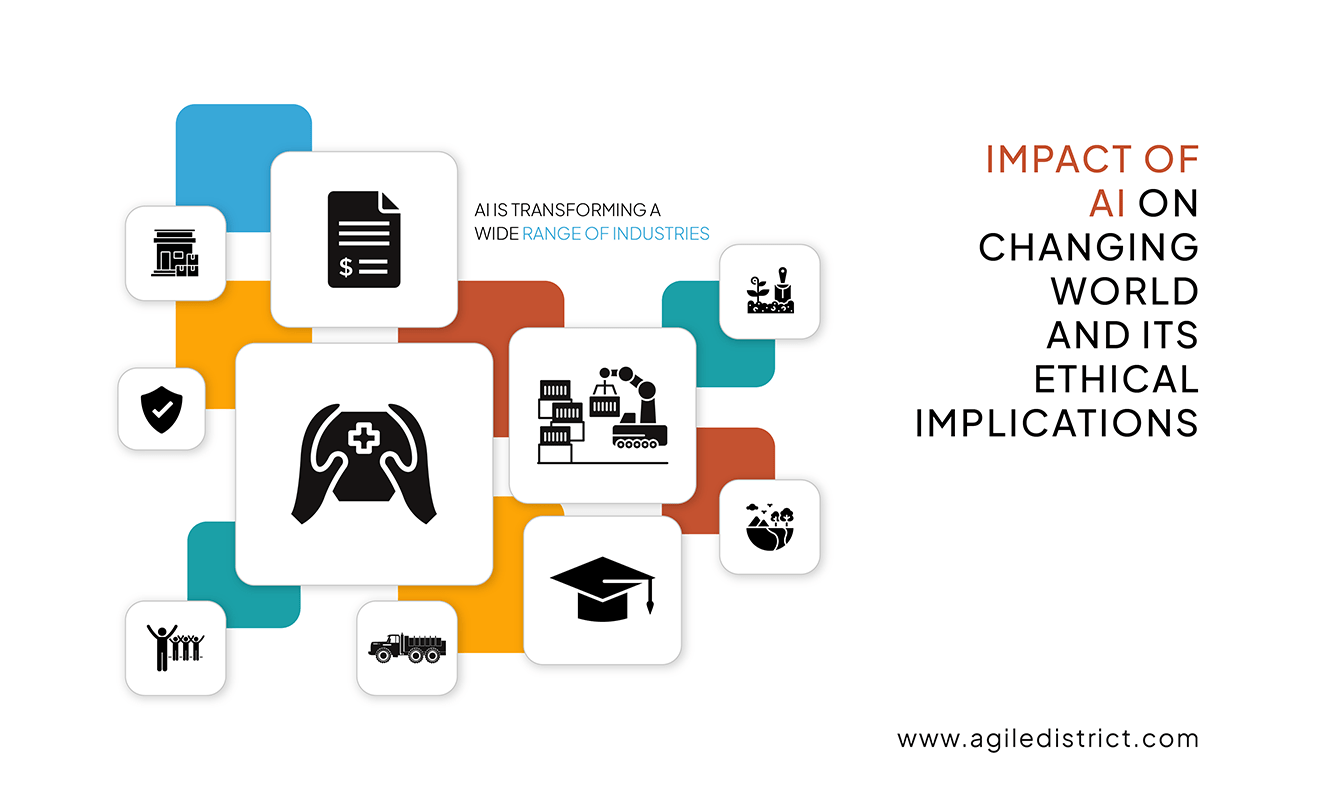 AI IS TRANSFORMING A
WIDE RANGE OF INDUSTRIES
$
IMPACT OF
AI ON
CHANGING
WORLD
AND ITS
ETHICAL
IMPLICATIONS
www.agiledistrict.com